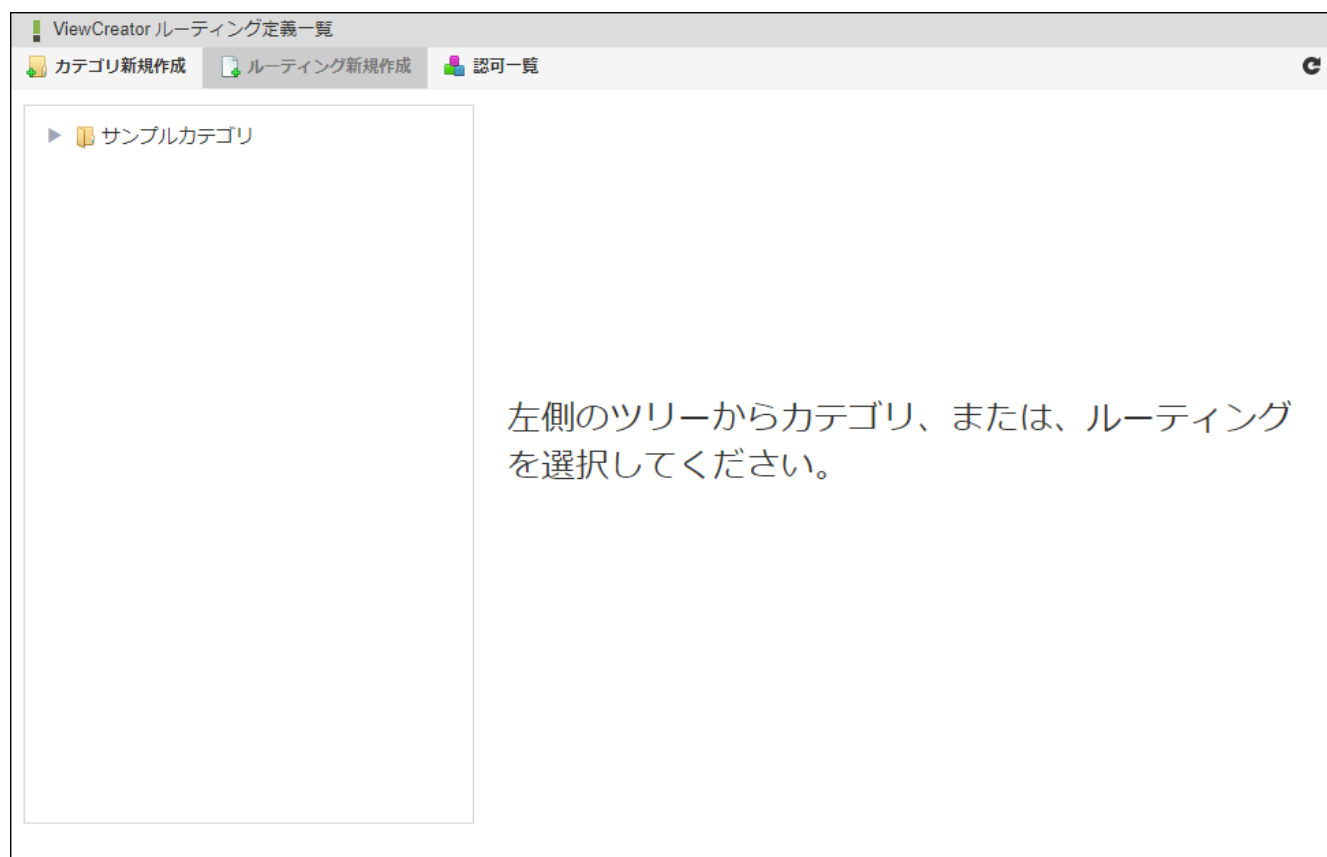 ViewCreator ルーティング定義一覧
カテゴリ新規作成 ルーティング新規作成 認可一覧
サンプルカテゴリ
左側のツリーからカテゴリ、または、ルーティング
を選択してください。